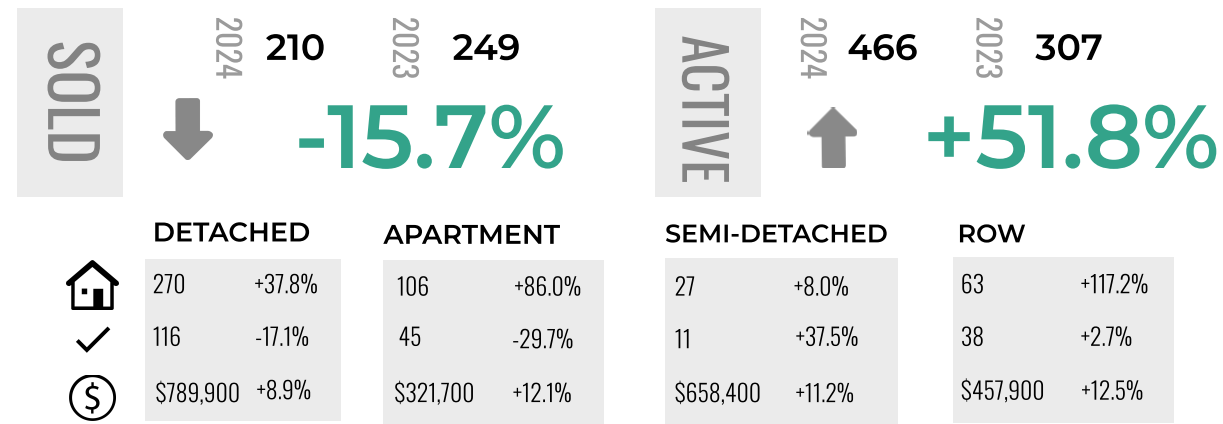 SOLD
2024 210 2023 249
-15.7%
ACTIVE
2024 466 2023 307
+51.8%
DETACHED
270 +37.8%
116 -17.1%
$789,900 +8.9%
APARTMENT
106 +86.0%
45 -29.7%
$321,700 +12.1%
SEMI-DETACHED
27 +8.0%
11 +37.5%
$658,400 +11.2%
ROW
63 +117.2%
38 +2.7%
$457,900 +12.5%